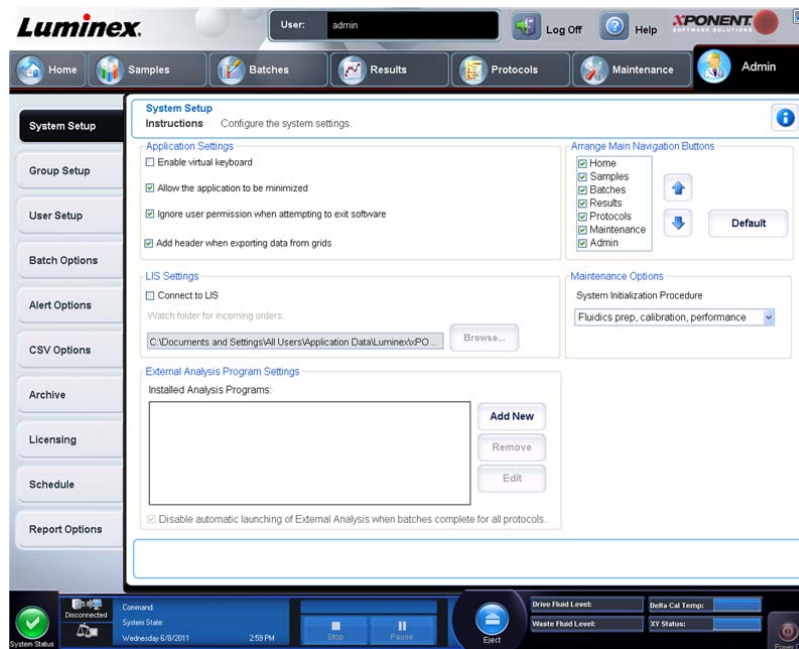 Luminex.
User: admin
Log Off
Help
XPONENT.
SOFTWARE SOLUTIONS
Home
Samples
Batches
Results
Protocols
Maintenance
Admin
System Setup
Group Setup
User Setup
Batch Options
Alert Options
CSV Options
Archive
Licensing
Schedule
Report Options
System Setup
Instructions Configure the system settings.
Application Settings
Enable virtual keyboard
Allow the application to be minimized
Ignore user permission when attempting to exit software
Add header when exporting data from grids
Arrange Main Navigation Buttons
Home
Samples
Batches
Results
Protocols
Maintenance
Admin
Default
LIS Settings
Connect to LIS
Watch folder for incoming orders:
C:\Documents and Settings\All Users\Application Data\Luminex\xPO...
Browse...
Maintenance Options
System Initialization Procedure
Fluidics prep, calibration, performance
External Analysis Program Settings
Installed Analysis Programs:
Add New
Remove
Edit
Disable automatic launching of External Analysis when batches complete for all protocols.
System Status
Disconnected
Command:
System State:
Wednesday 6/8/2011 2:59 PM
Stop
Pause
Eject
Drive Fluid Level:
Waste Fluid Level:
Delta Cal Temp:
XY Status:
Power